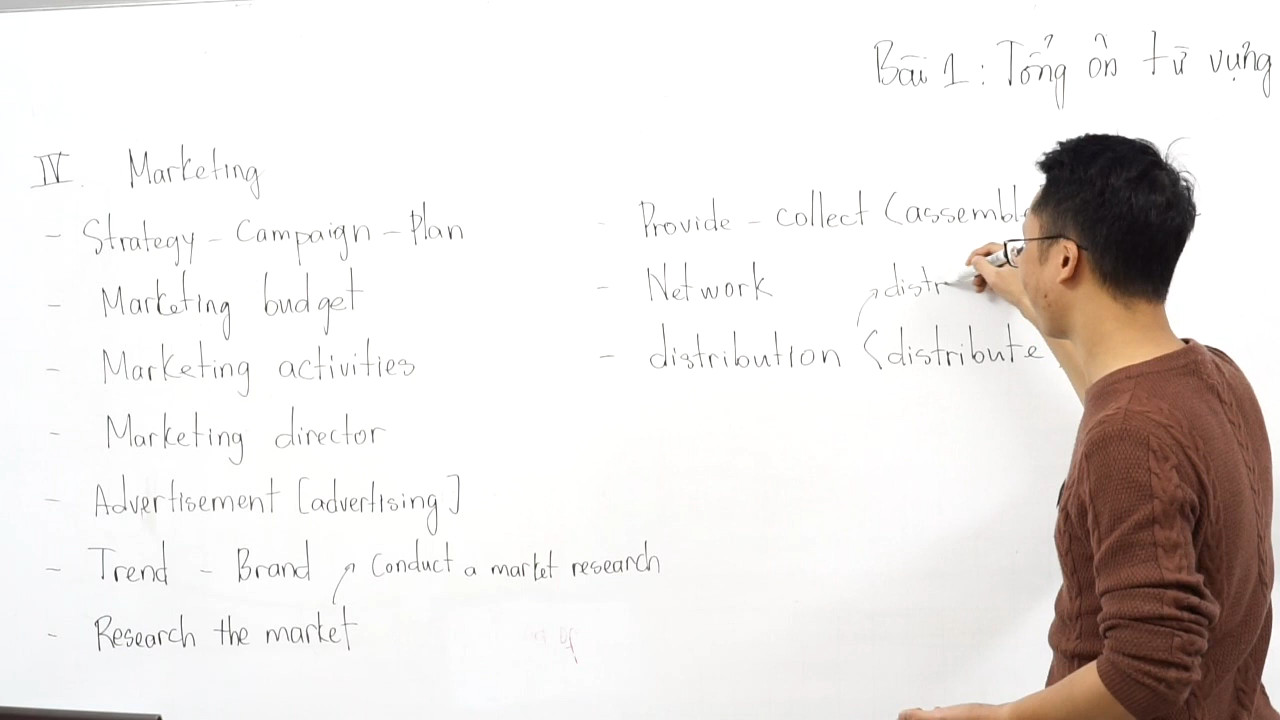 Bài 1: Tổng ôn từ vựng
IV. Marketing
- Strategy - Campaign - Plan
- Marketing budget
- Marketing activities
- Marketing director
- Advertisement [advertising]
- Trend - Brand
Conduct a market research
- Research the market
- Provide - collect (assemble
- Network
distr
- distribution (distribute